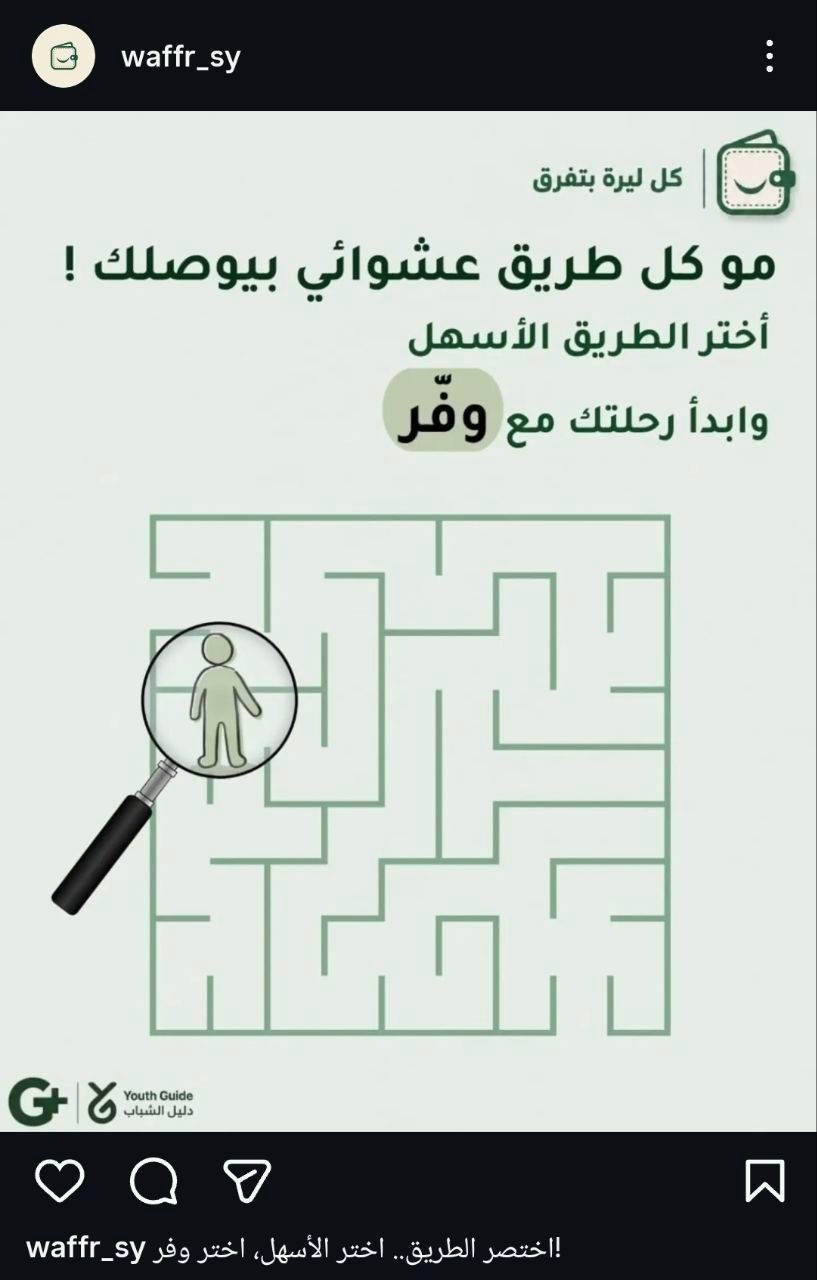 waffr_sy
كل ليرة بتفرق
مو كل طريق عشوائي بيوصلك !
أختر الطريق الأسهل
وابدأ رحلتك مع وفّر
G+
Youth Guide
دليل الشباب
waffr_sy اختصر الطريق.. اختر الأسهل، اختر وفر!